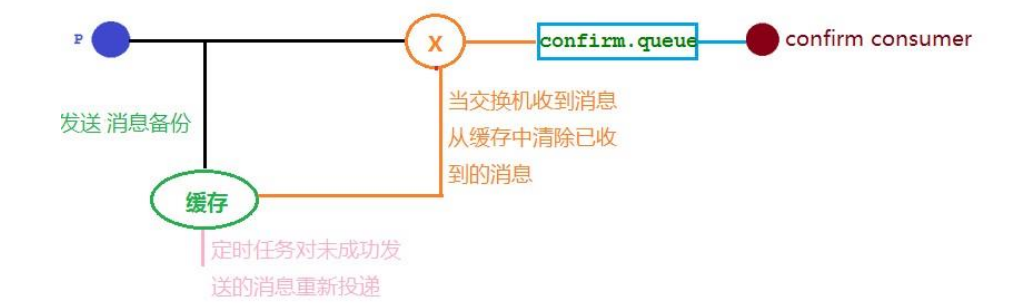 P
X
confirm.queue
confirm consumer
发送 消息备份
当交换机收到消息
从缓存中清除已收
到的消息
缓存
定时任务对未成功发
送的消息重新投递